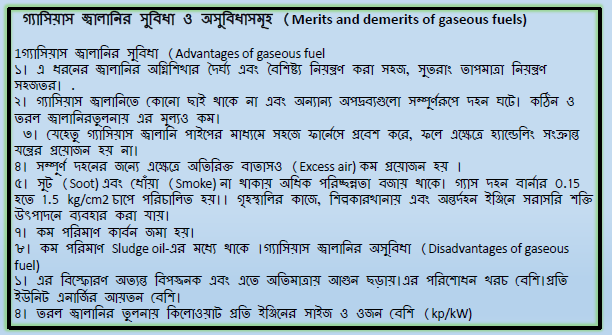 গ্যাসিয়াস জ্বালানির সুবিধা ও অসুবিধাসমূহ (Merits and demerits of gaseous fuels)
1গ্যাসিয়াস জ্বালানির সুবিধা (Advantages of gaseous fuel
১। এ ধরনের জ্বালানির অগ্নিশিখার দৈর্ঘ্য এবং বৈশিষ্ট্য নিয়ন্ত্রণ করা সহজ, সুতরাং তাপমাত্রা নিয়ন্ত্রণ
সহজতর। .
২। গ্যাসিয়াস জ্বালানিতে কোনো ছাই থাকে না এবং অন্যান্য অপদ্রব্যগুলো সম্পূর্ণরূপে দহন ঘটে। কঠিন ও
তরল জ্বালানিরতুলনায় এর মূল্যও কম।
৩। যেহেতু গ্যাসিয়াস জ্বালানি পাইপের মাধ্যমে সহজে ফার্নেসে প্রবেশ করে, ফলে এক্ষেত্রে হ্যান্ডেলিং সংক্রান্ত
যন্ত্রের প্রয়োজন হয় না।
৪। সম্পূর্ণ দহনের জন্যে এক্ষেত্রে অতিরিক্ত বাতাসও (Excess air) কম প্রয়োজন হয় ।
৫। সুট (Soot) এবং ধোঁয়া (Smoke) না থাকায় অধিক পরিচ্ছন্নতা বজায় থাকে। গ্যাস দহন বার্নার 0.15
হতে 1.5 kg/cm2 চাপে পরিচালিত হয়।। গৃহস্থালির কাজে, শিল্পকারখানায় এবং অন্তর্দহন ইঞ্জিনে সরাসরি শক্তি
উৎপাদনে ব্যবহার করা যায়।
৭। কম পরিমাণ কার্বন জমা হয়।
৮। কম পরিমাণ Sludge oil-এর মধ্যে থাকে ।গ্যাসিয়াস জ্বালানির অসুবিধা (Disadvantages of gaseous
fuel)
১। এর বিস্ফোরণ অত্যন্ত বিপজ্জনক এবং এতে অতিমাত্রায় আগুন ছড়ায়।এর পরিশোধন খরচ বেশি।প্রতি
ইউনিট এনার্জির আয়তন বেশি।
৪। তরল জ্বালানির তুলনায় কিলোওয়াট প্রতি ইঞ্জিনের সাইজ ও ওজন বেশি (kp/kW)